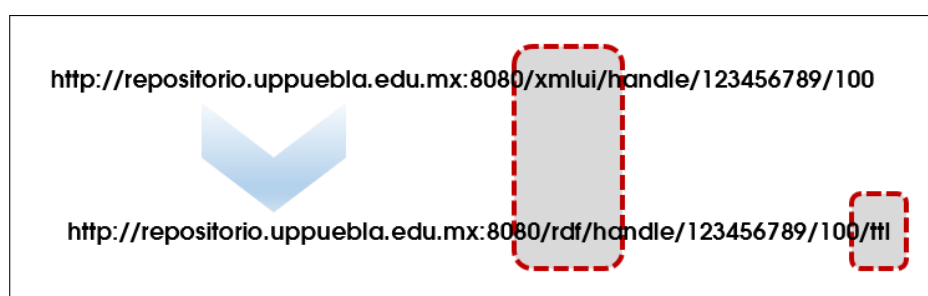 http://repositorio.uppuebla.edu.mx:8080/xmlui/handle/123456789/100
http://repositorio.uppuebla.edu.mx:8080/rdf/handle/123456789/100/ttl